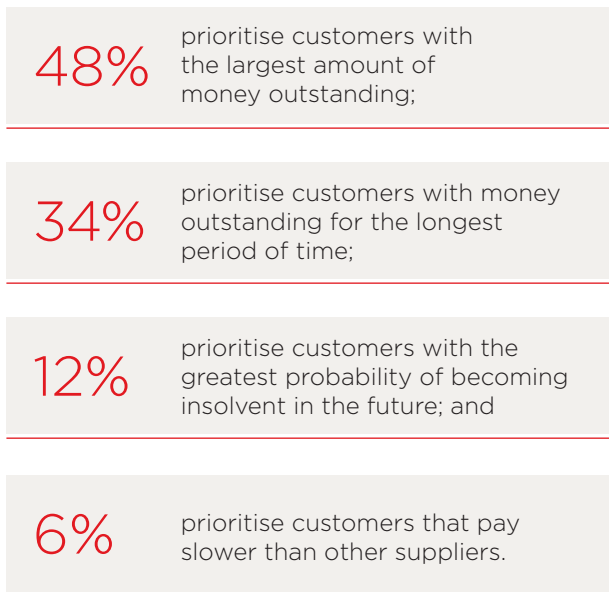 48%
prioritise customers with
the largest amount of
money outstanding;
34%
prioritise customers with money
outstanding for the longest
period of time;
12%
prioritise customers with the
greatest probability of becoming
insolvent in the future; and
6%
prioritise customers that pay
slower than other suppliers.